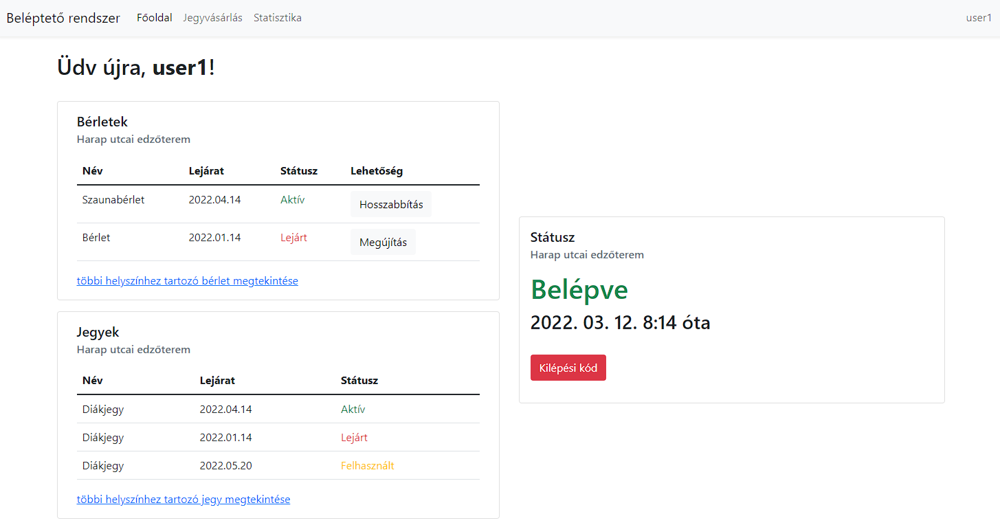 Beléptető rendszer Főoldal Jegyvásárlás Statisztika user1
Üdv újra, user1!
Bérletek
Harap utcai edzőterem
Név Lejárat Státusz Lehetőség
Szaunabérlet 2022.04.14 Aktív Hosszabbítás
Bérlet 2022.01.14 Lejárt Megújítás
többi helyszínhez tartozó bérlet megtekintése
Jegyek
Harap utcai edzőterem
Név Lejárat Státusz
Diákjegy 2022.04.14 Aktív
Diákjegy 2022.01.14 Lejárt
Diákjegy 2022.05.20 Felhasznált
többi helyszínhez tartozó jegy megtekintése
Státusz
Harap utcai edzőterem
Belépve
2022. 03. 12. 8:14 óta
Kilépési kód